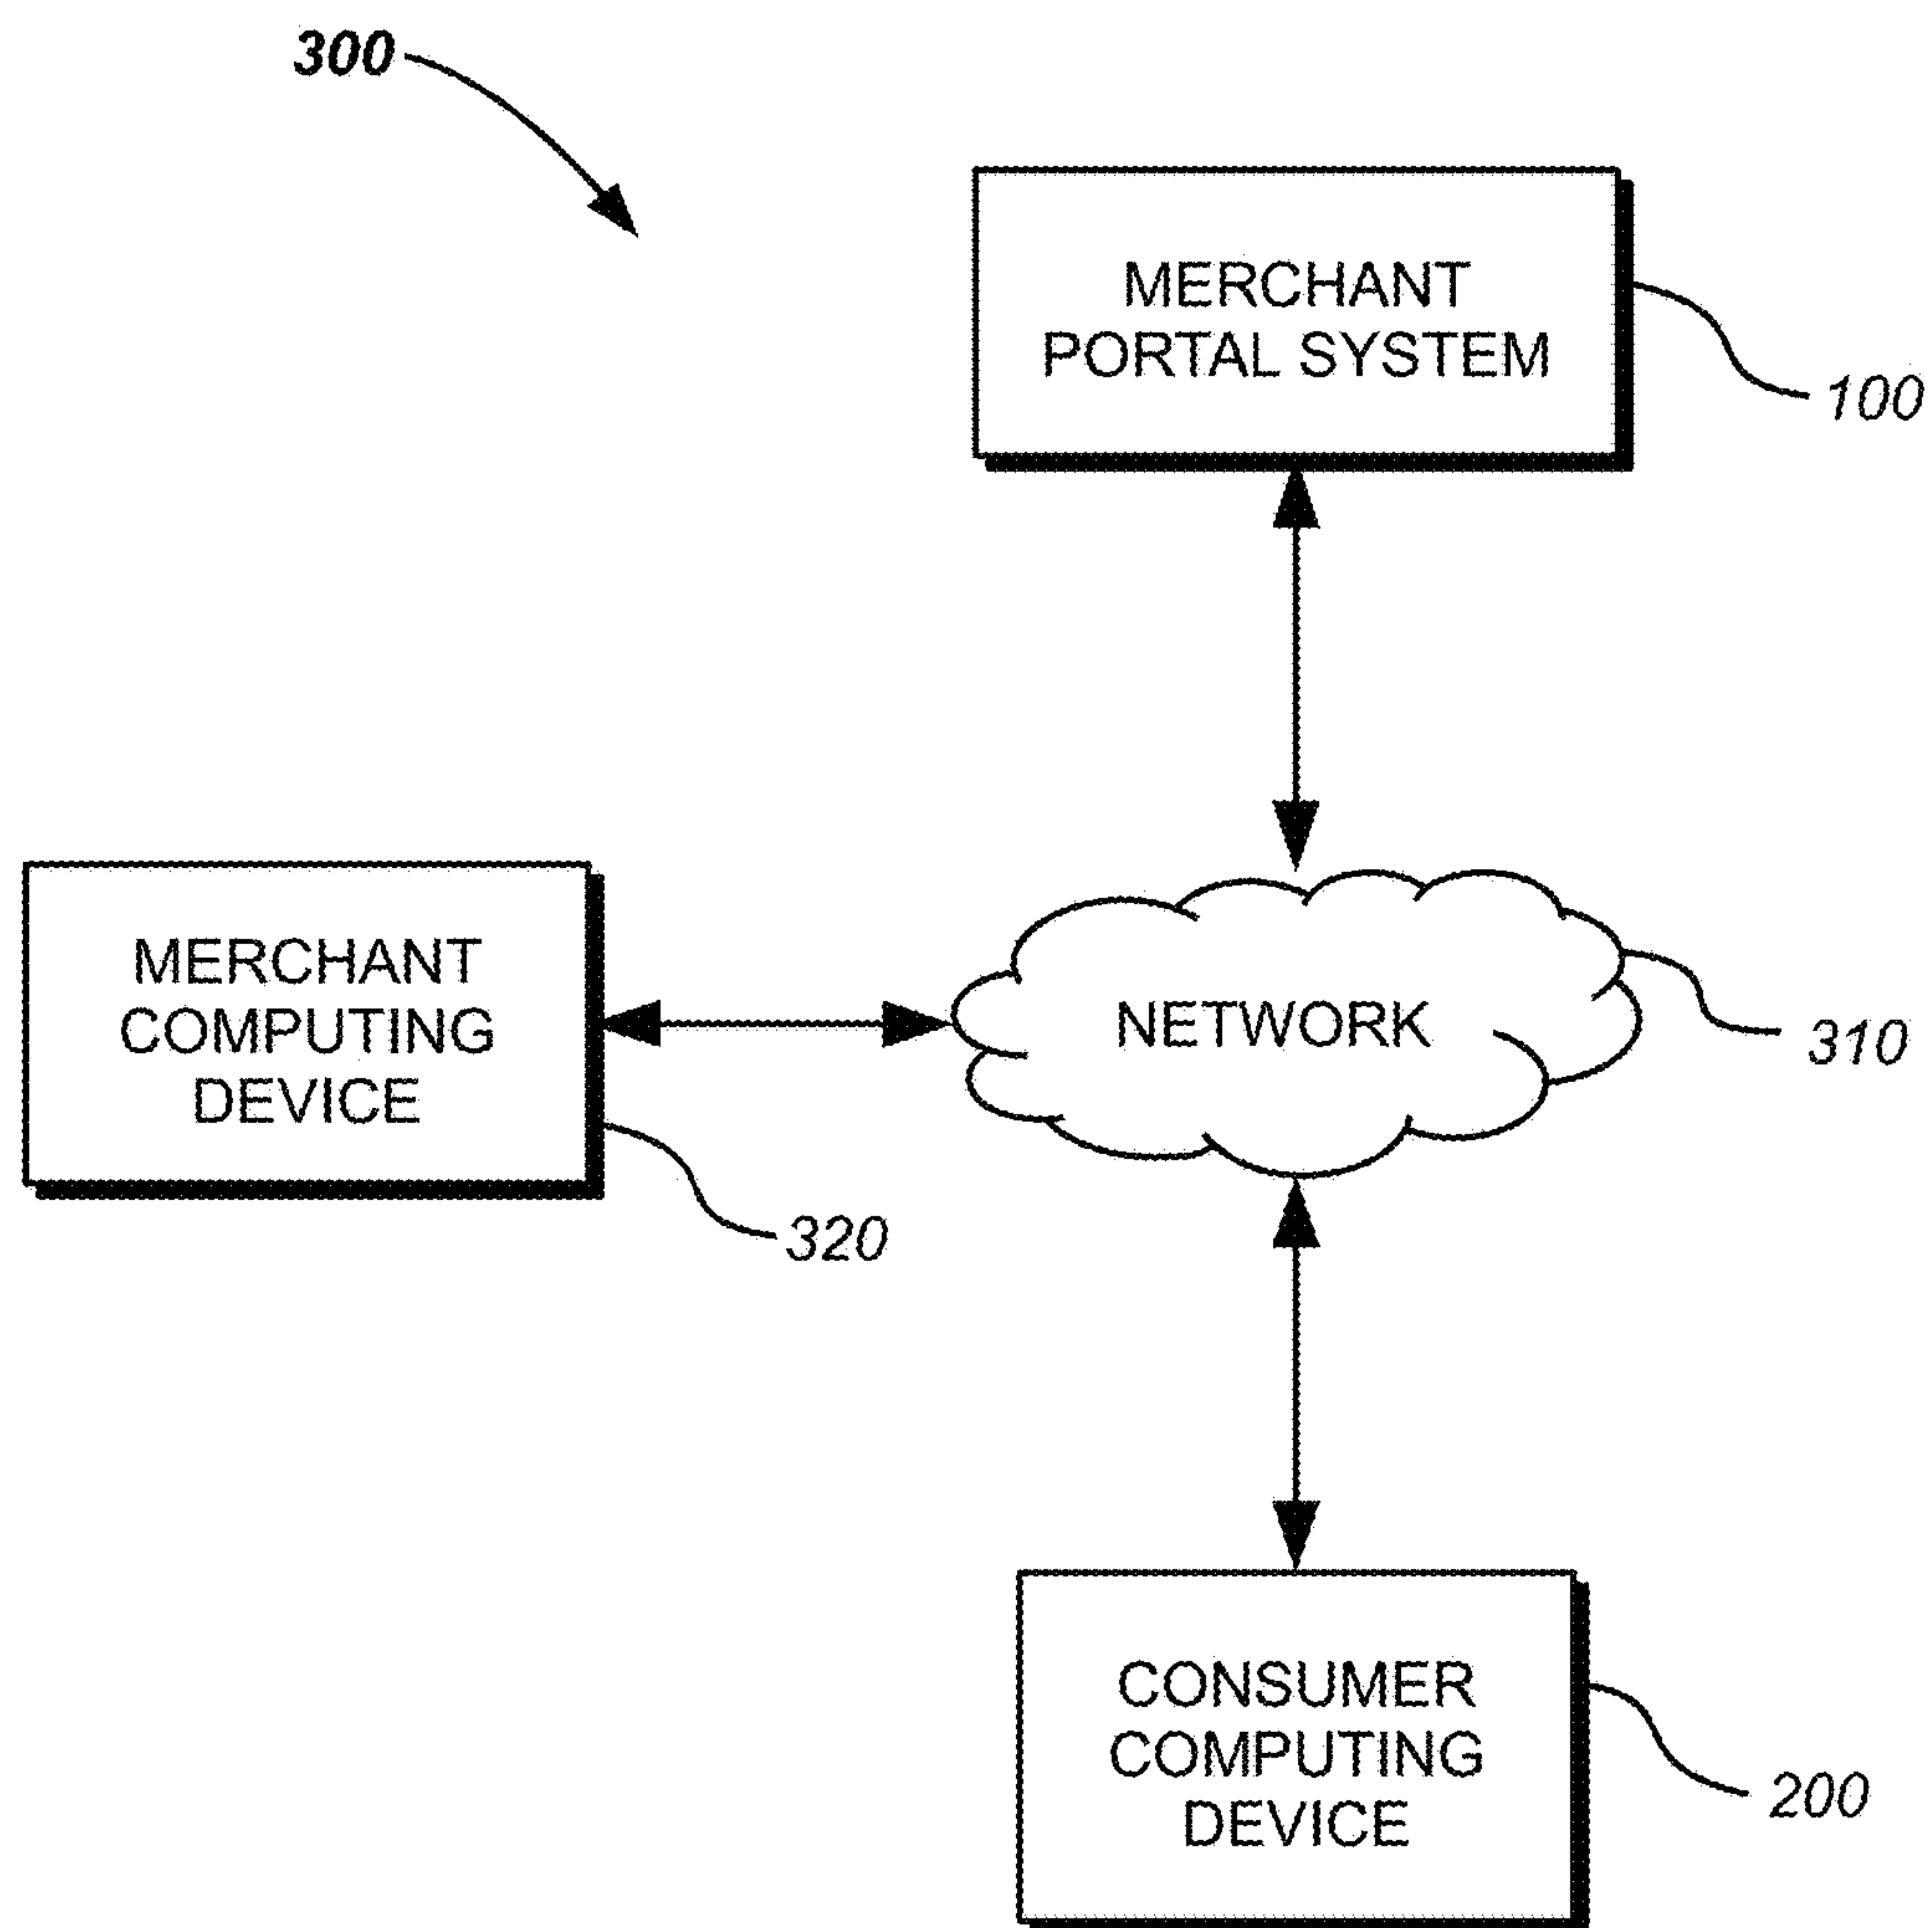 300
MERCHANT
PORTAL SYSTEM
100
MERCHANT
COMPUTING
DEVICE
320
NETWORK
310
CONSUMER
COMPUTING
DEVICE
200